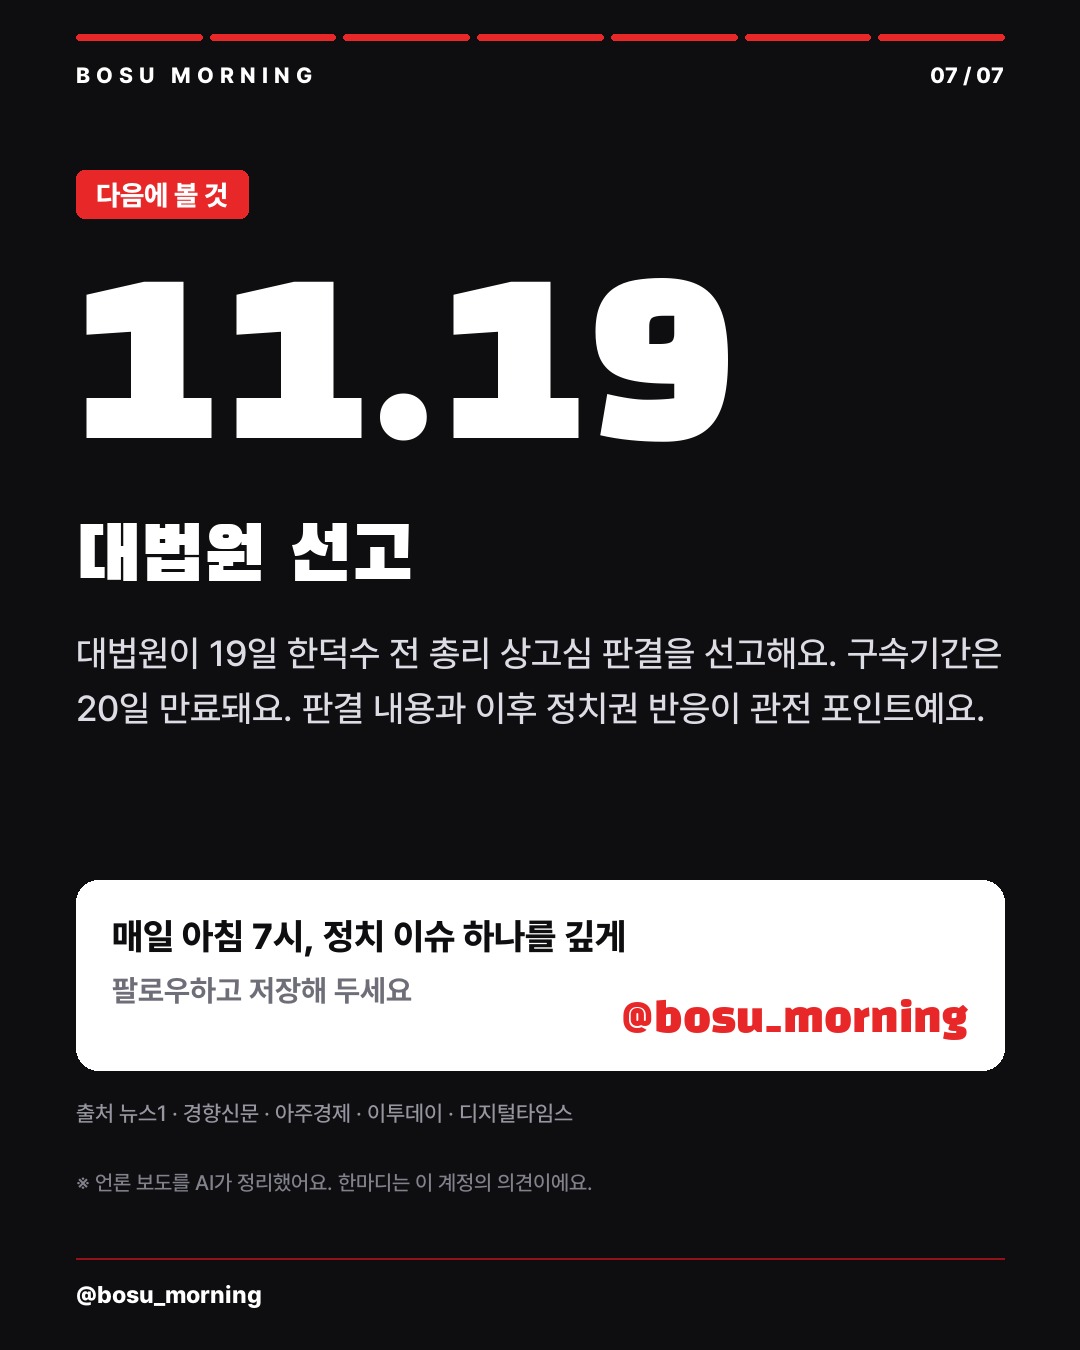 BOSU MORNING
07 / 07
다음에 볼 것
11.19
대법원 선고
대법원이 19일 한덕수 전 총리 상고심 판결을 선고해요. 구속기간은
20일 만료돼요. 판결 내용과 이후 정치권 반응이 관전 포인트예요.
매일 아침 7시, 정치 이슈 하나를 깊게
팔로우하고 저장해 두세요
@bosu_morning
출처 뉴스1 · 경향신문 · 아주경제 · 이투데이 · 디지털타임스
※ 언론 보도를 AI가 정리했어요. 한마디는 이 계정의 의견이에요.
@bosu_morning